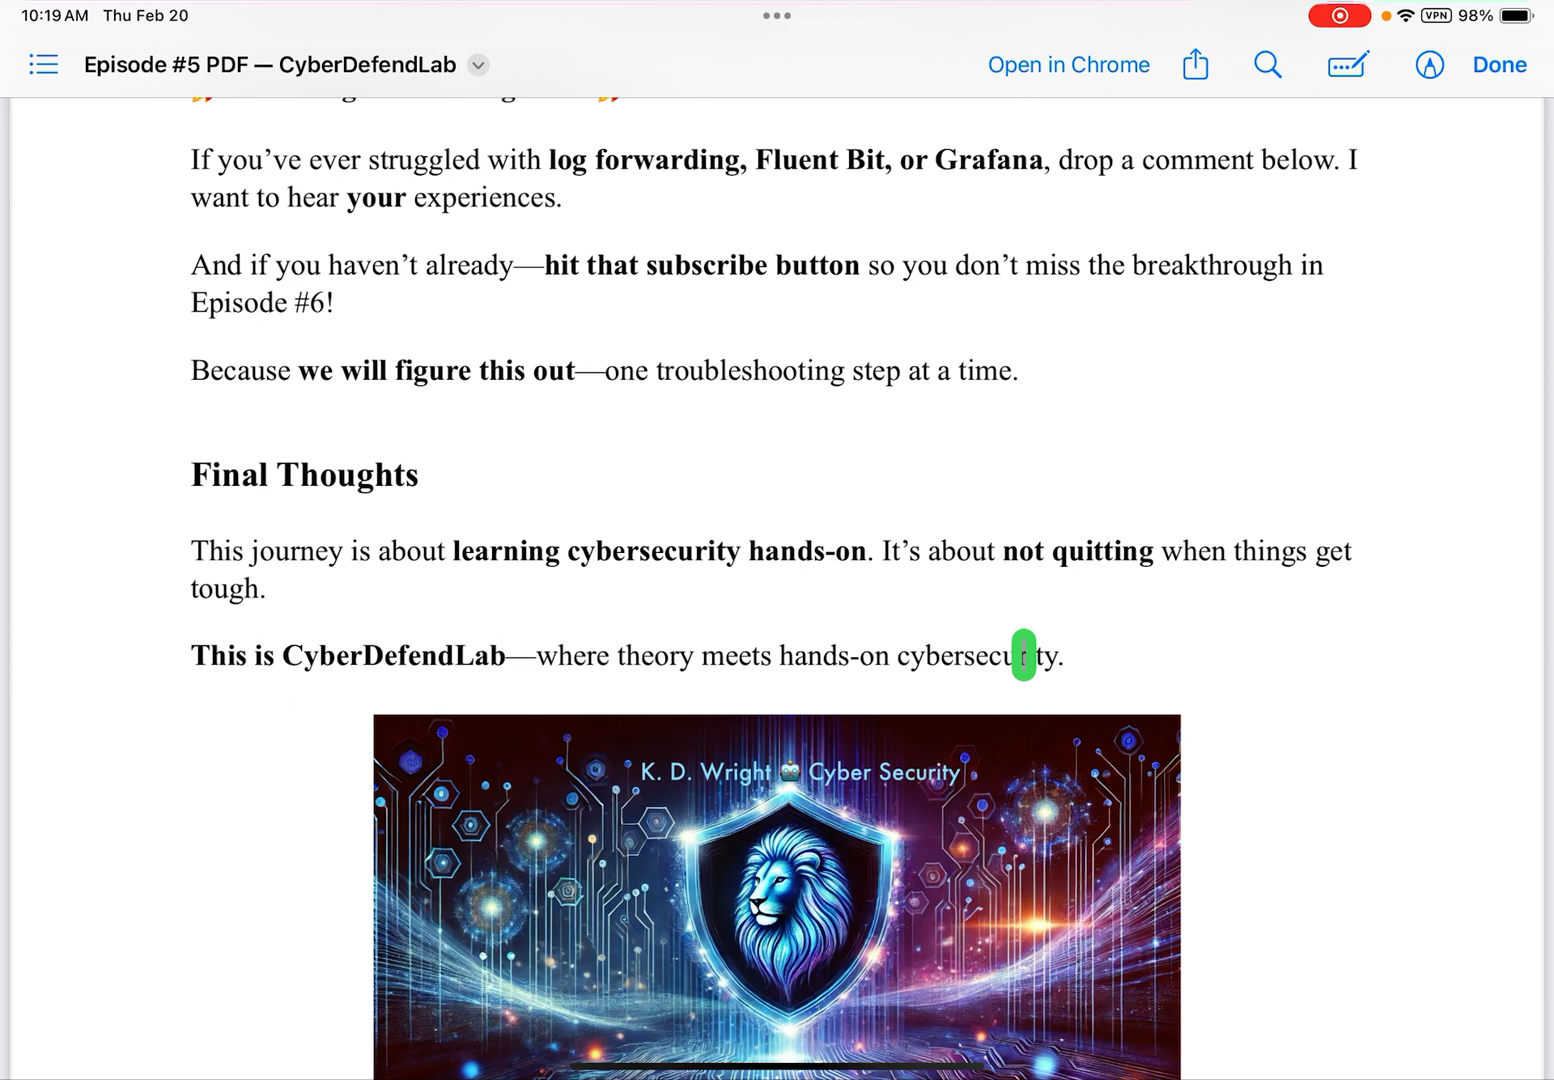 10:19 AM Thu Feb 20
VPN 98%
Episode #5 PDF — CyberDefendLab
Open in Chrome
Done
If you’ve ever struggled with log forwarding, Fluent Bit, or Grafana, drop a comment below. I
want to hear your experiences.
And if you haven’t already—hit that subscribe button so you don’t miss the breakthrough in
Episode #6!
Because we will figure this out—one troubleshooting step at a time.
Final Thoughts
This journey is about learning cybersecurity hands-on. It’s about not quitting when things get
tough.
This is CyberDefendLab—where theory meets hands-on cybersecurity.
K. D. Wright 🤖 Cyber Security